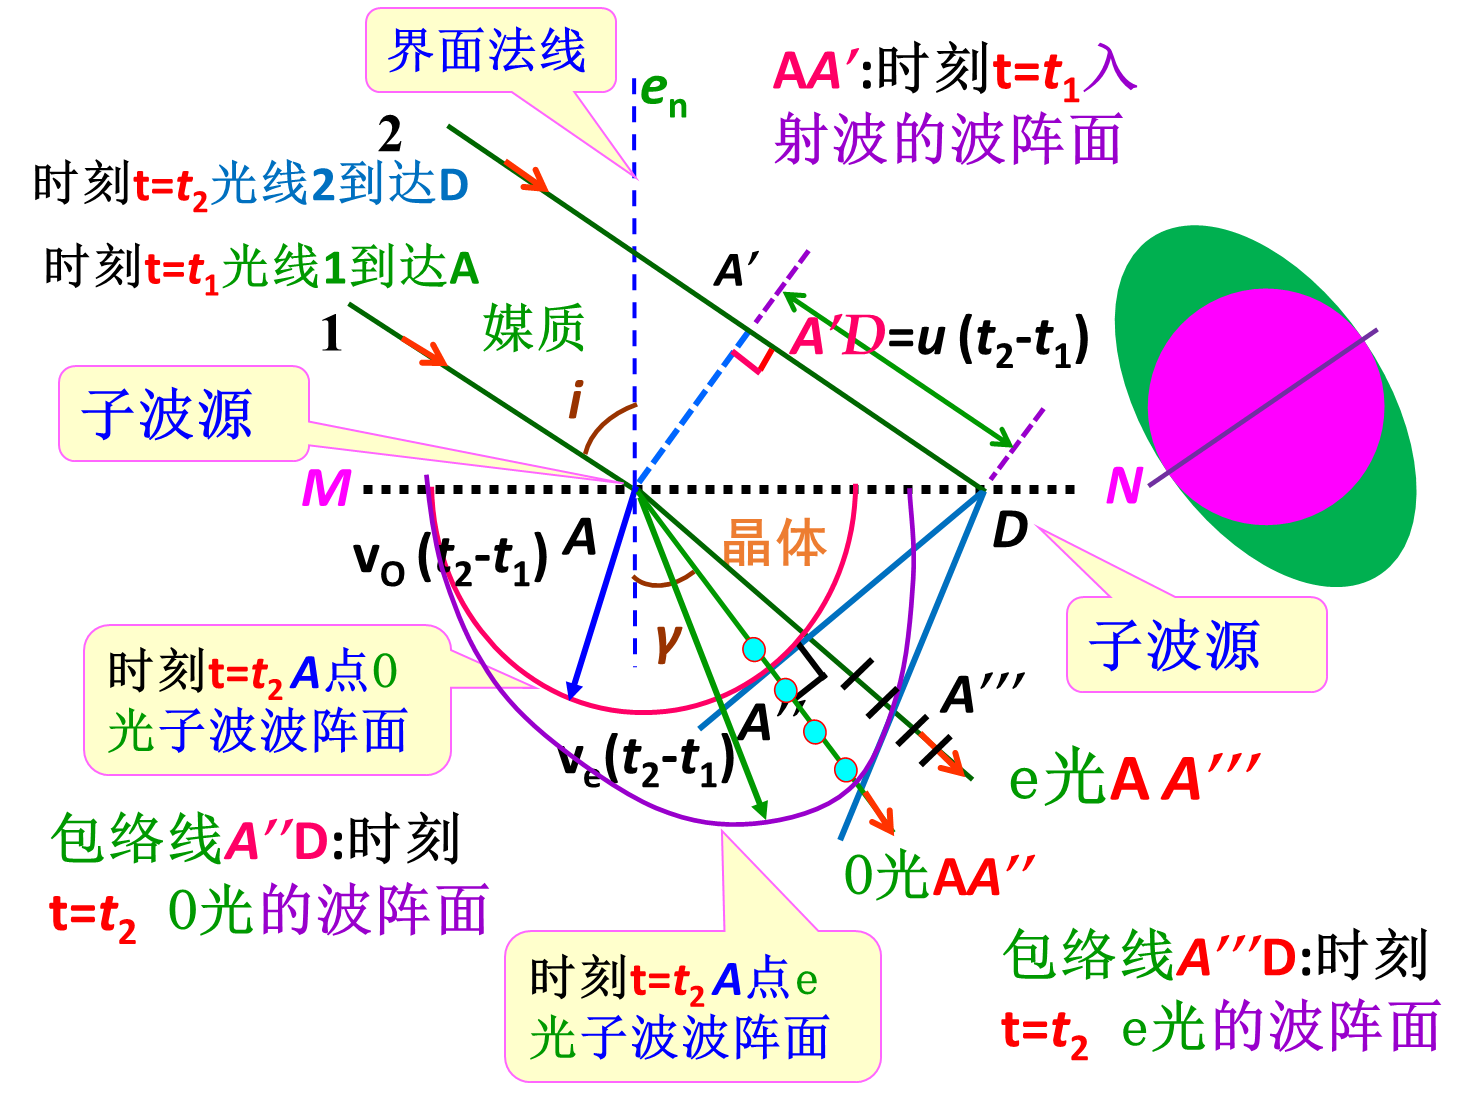 界面法线
eₙ
AA′:时刻t=t₁入
射波的波阵面
2
时刻t=t₂光线2到达D
时刻t=t₁光线1到达A
1
媒质
A′
A′D=u (t₂-t₁)
i
子波源
M
N
A
D
晶体
vO (t₂-t₁)
γ
子波源
时刻t=t₂ A点0
光子波波阵面
A′′
A′′′
vₑ(t₂-t₁)
e光A A′′′
0光AA′′
包络线A′′D:时刻
t=t₂ 0光的波阵面
时刻t=t₂ A点e
光子波波阵面
包络线A′′′D:时刻
t=t₂ e光的波阵面